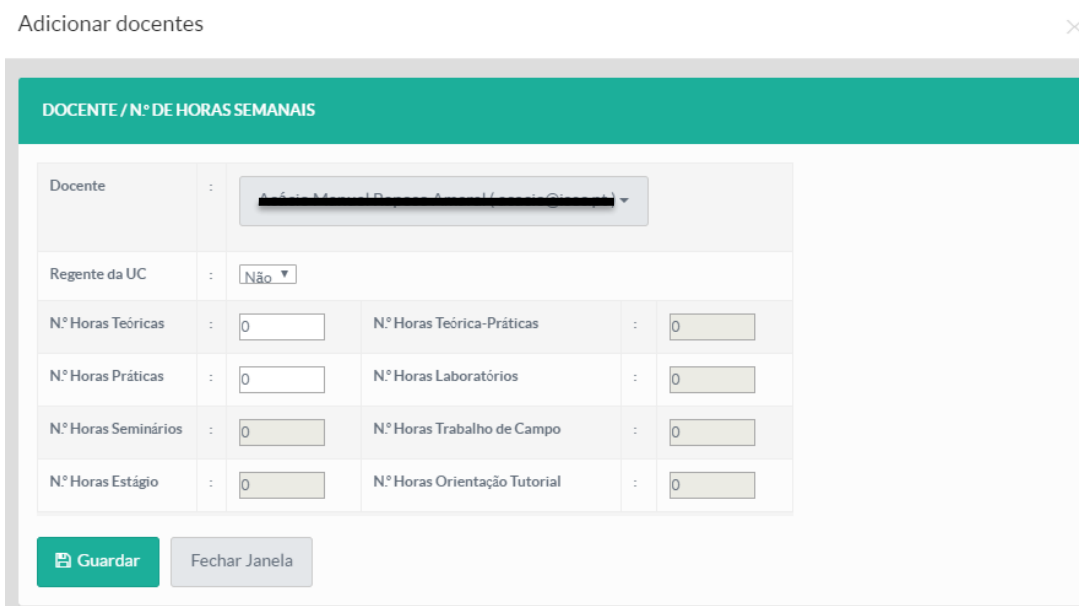 Adicionar docentes
DOCENTE / N.º DE HORAS SEMANAIS
Docente :
Regente da UC : Não
N.º Horas Teóricas : 0 N.º Horas Teórica-Práticas : 0
N.º Horas Práticas : 0 N.º Horas Laboratórios : 0
N.º Horas Seminários : 0 N.º Horas Trabalho de Campo : 0
N.º Horas Estágio : 0 N.º Horas Orientação Tutorial : 0
Guardar Fechar Janela